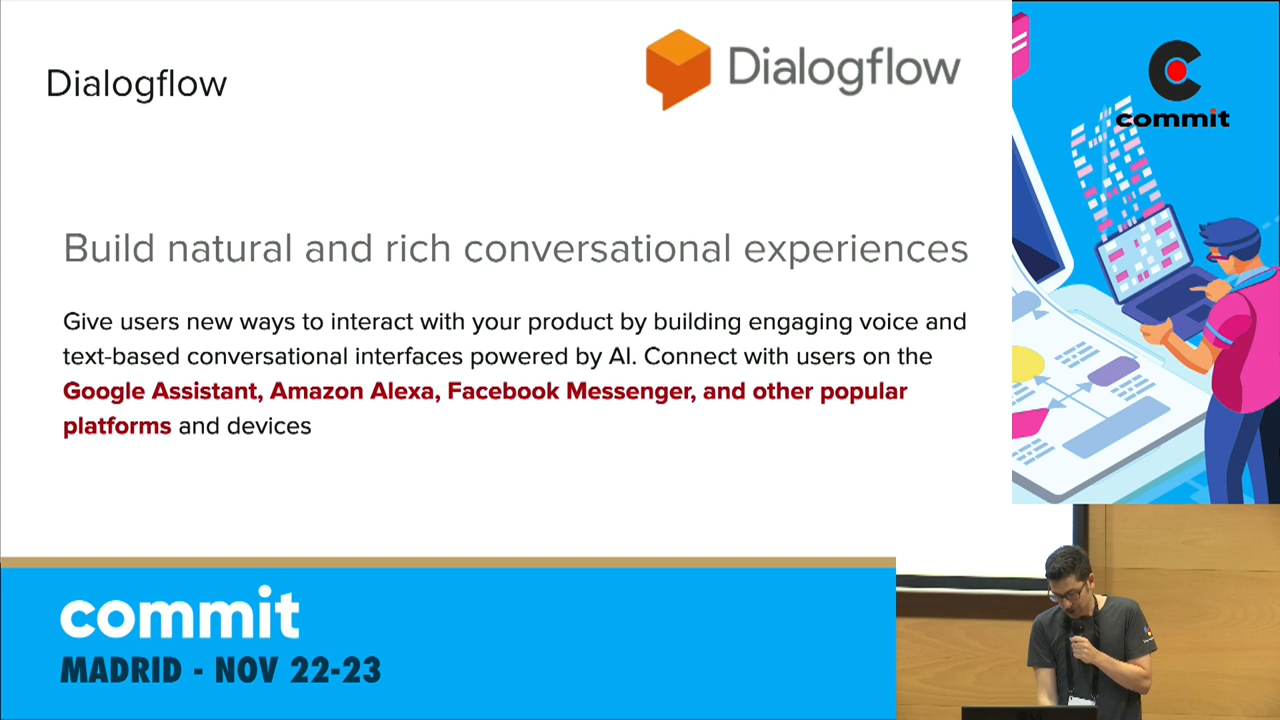 Dialogflow
Dialogflow
commit
Build natural and rich conversational experiences
Give users new ways to interact with your product by building engaging voice and
text-based conversational interfaces powered by AI. Connect with users on the
Google Assistant, Amazon Alexa, Facebook Messenger, and other popular
platforms and devices
commit
MADRID - NOV 22-23